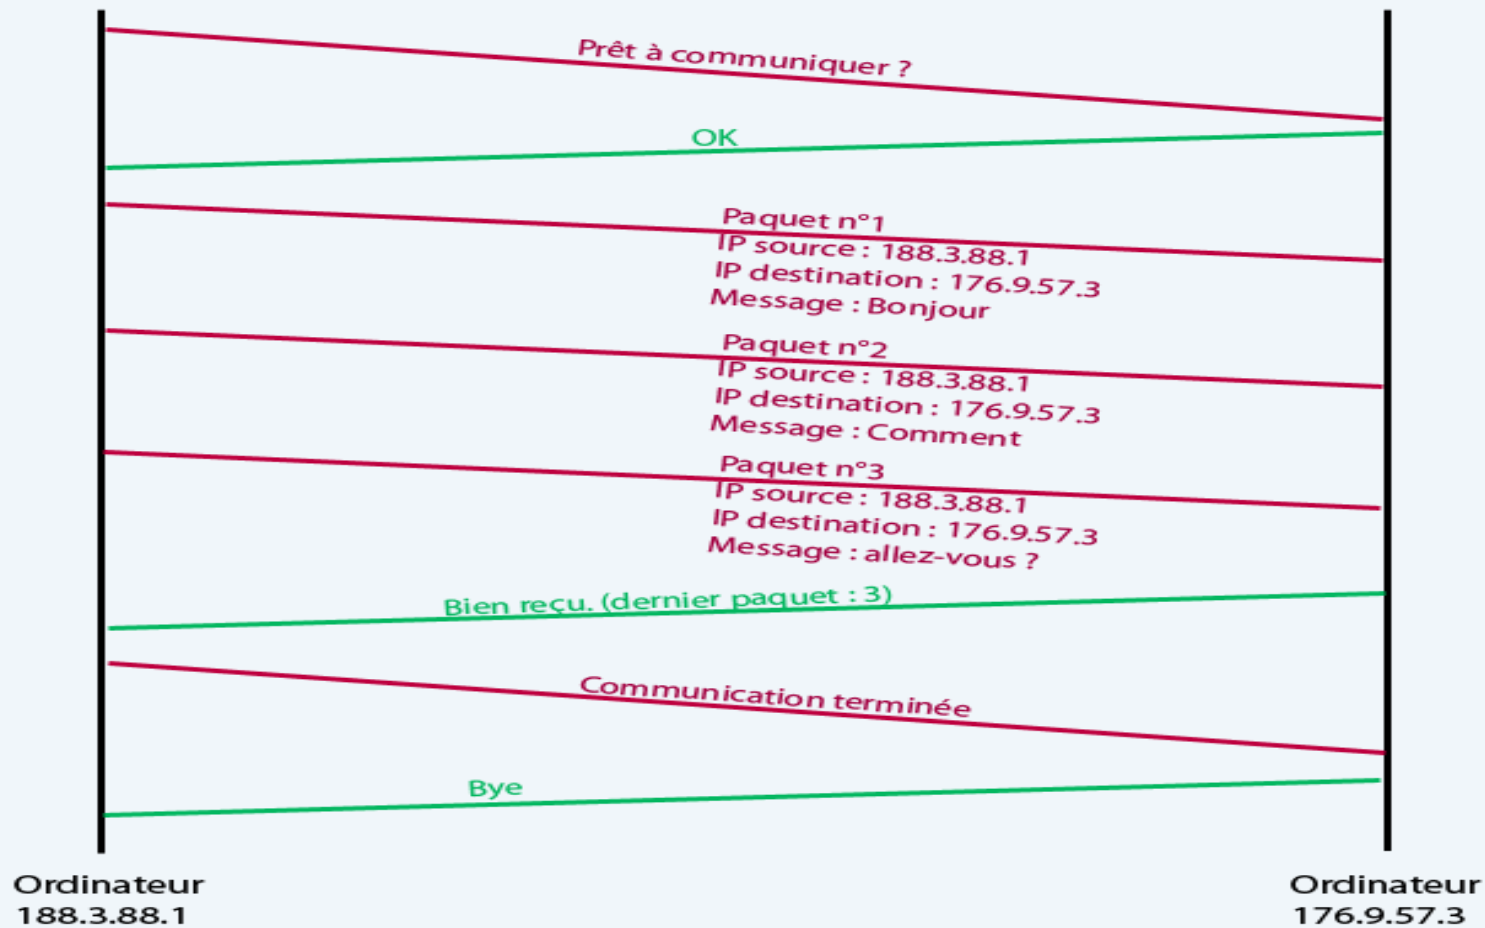 Prêt à communiquer ?
OK
Paquet n°1
IP source : 188.3.88.1
IP destination : 176.9.57.3
Message : Bonjour
Paquet n°2
IP source : 188.3.88.1
IP destination : 176.9.57.3
Message : Comment
Paquet n°3
IP source : 188.3.88.1
IP destination : 176.9.57.3
Message : allez-vous ?
Bien reçu. (dernier paquet : 3)
Communication terminée
Bye
Ordinateur
188.3.88.1
Ordinateur
176.9.57.3